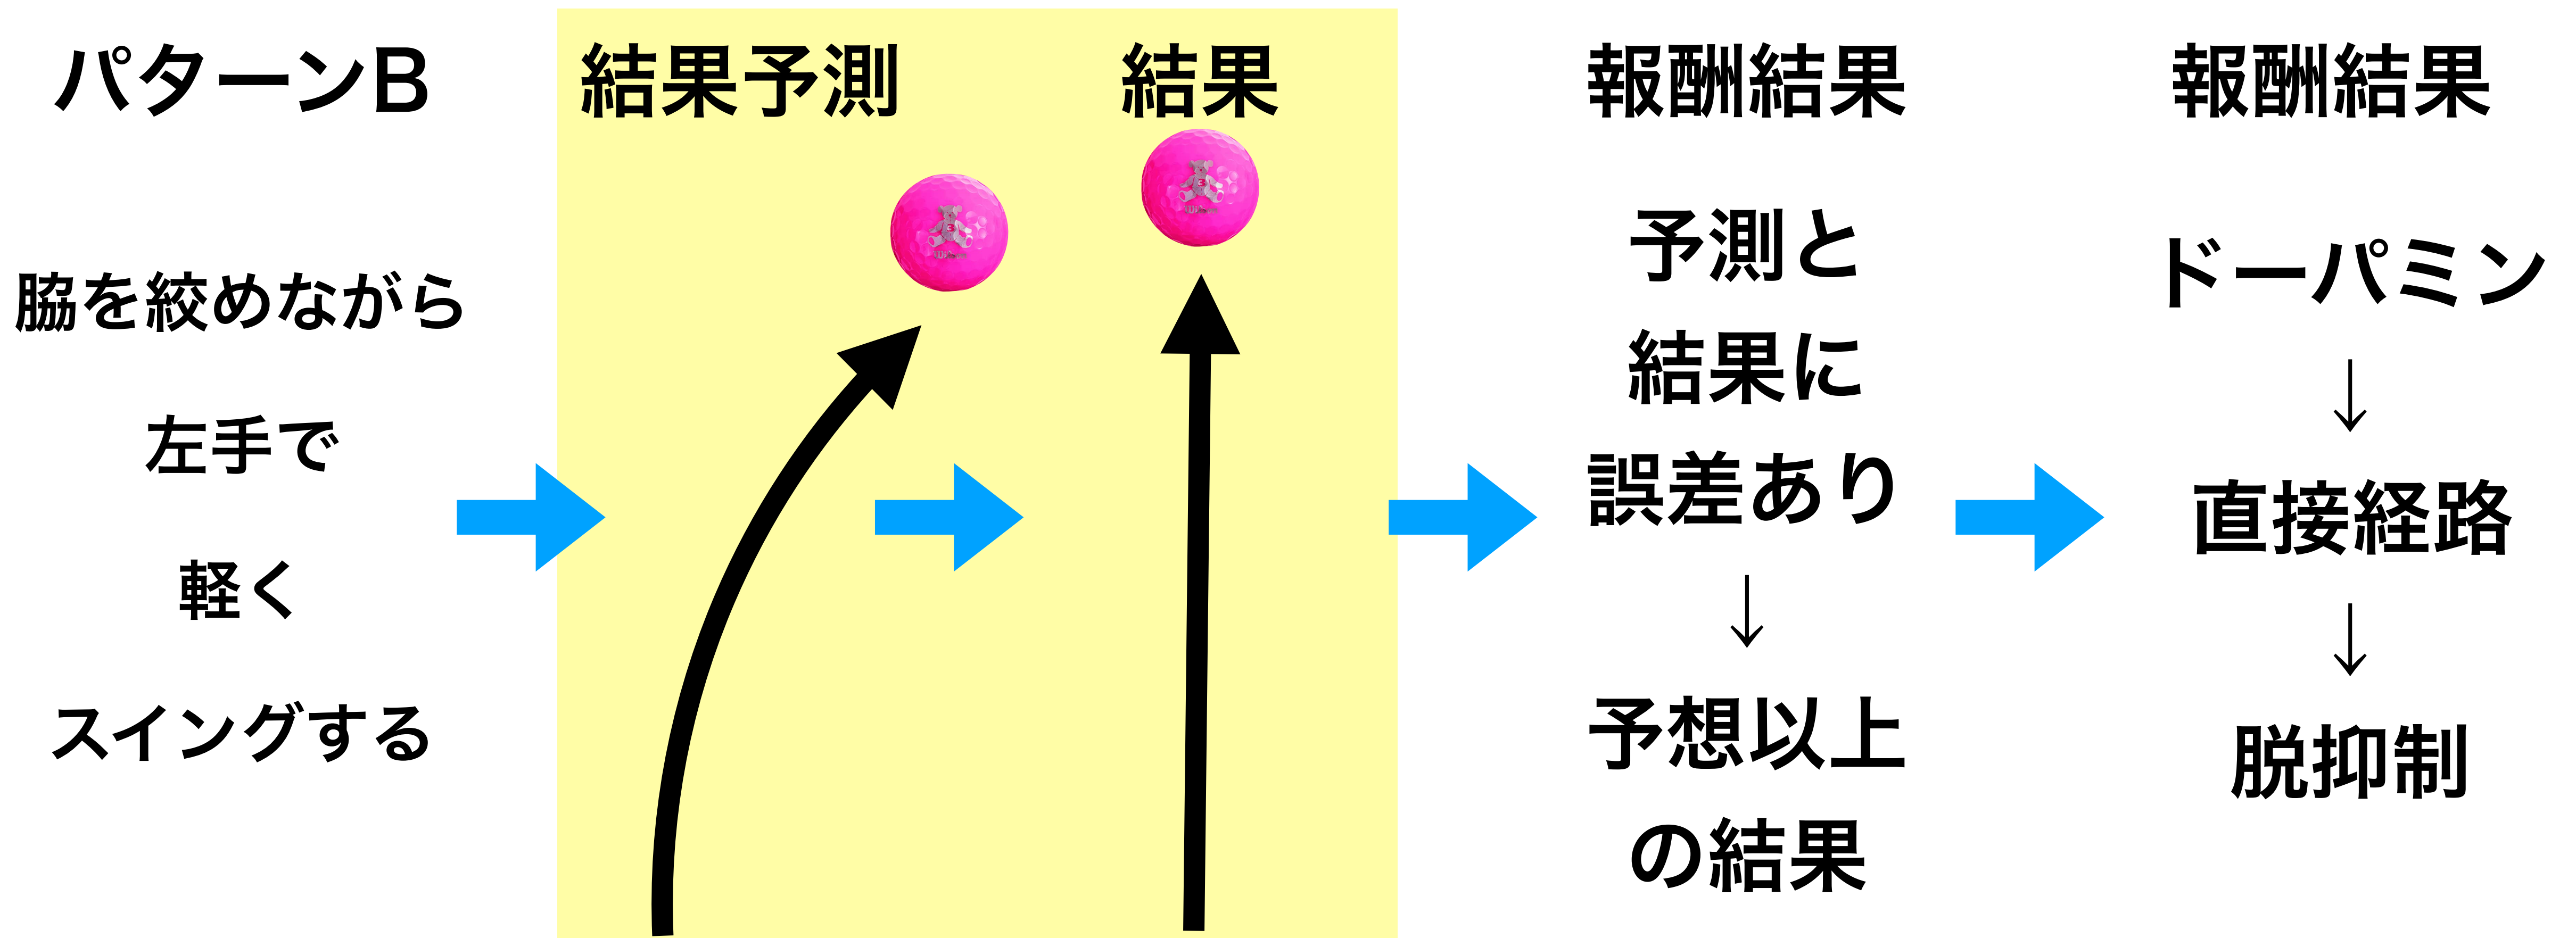 パターンB
脇を絞めながら
左手で
軽く
スイングする
結果予測
結果
Wilson
Wilson
報酬結果
予測と
結果に
誤差あり
↓
予想以上
の結果
報酬結果
ドーパミン
↓
直接経路
↓
脱抑制